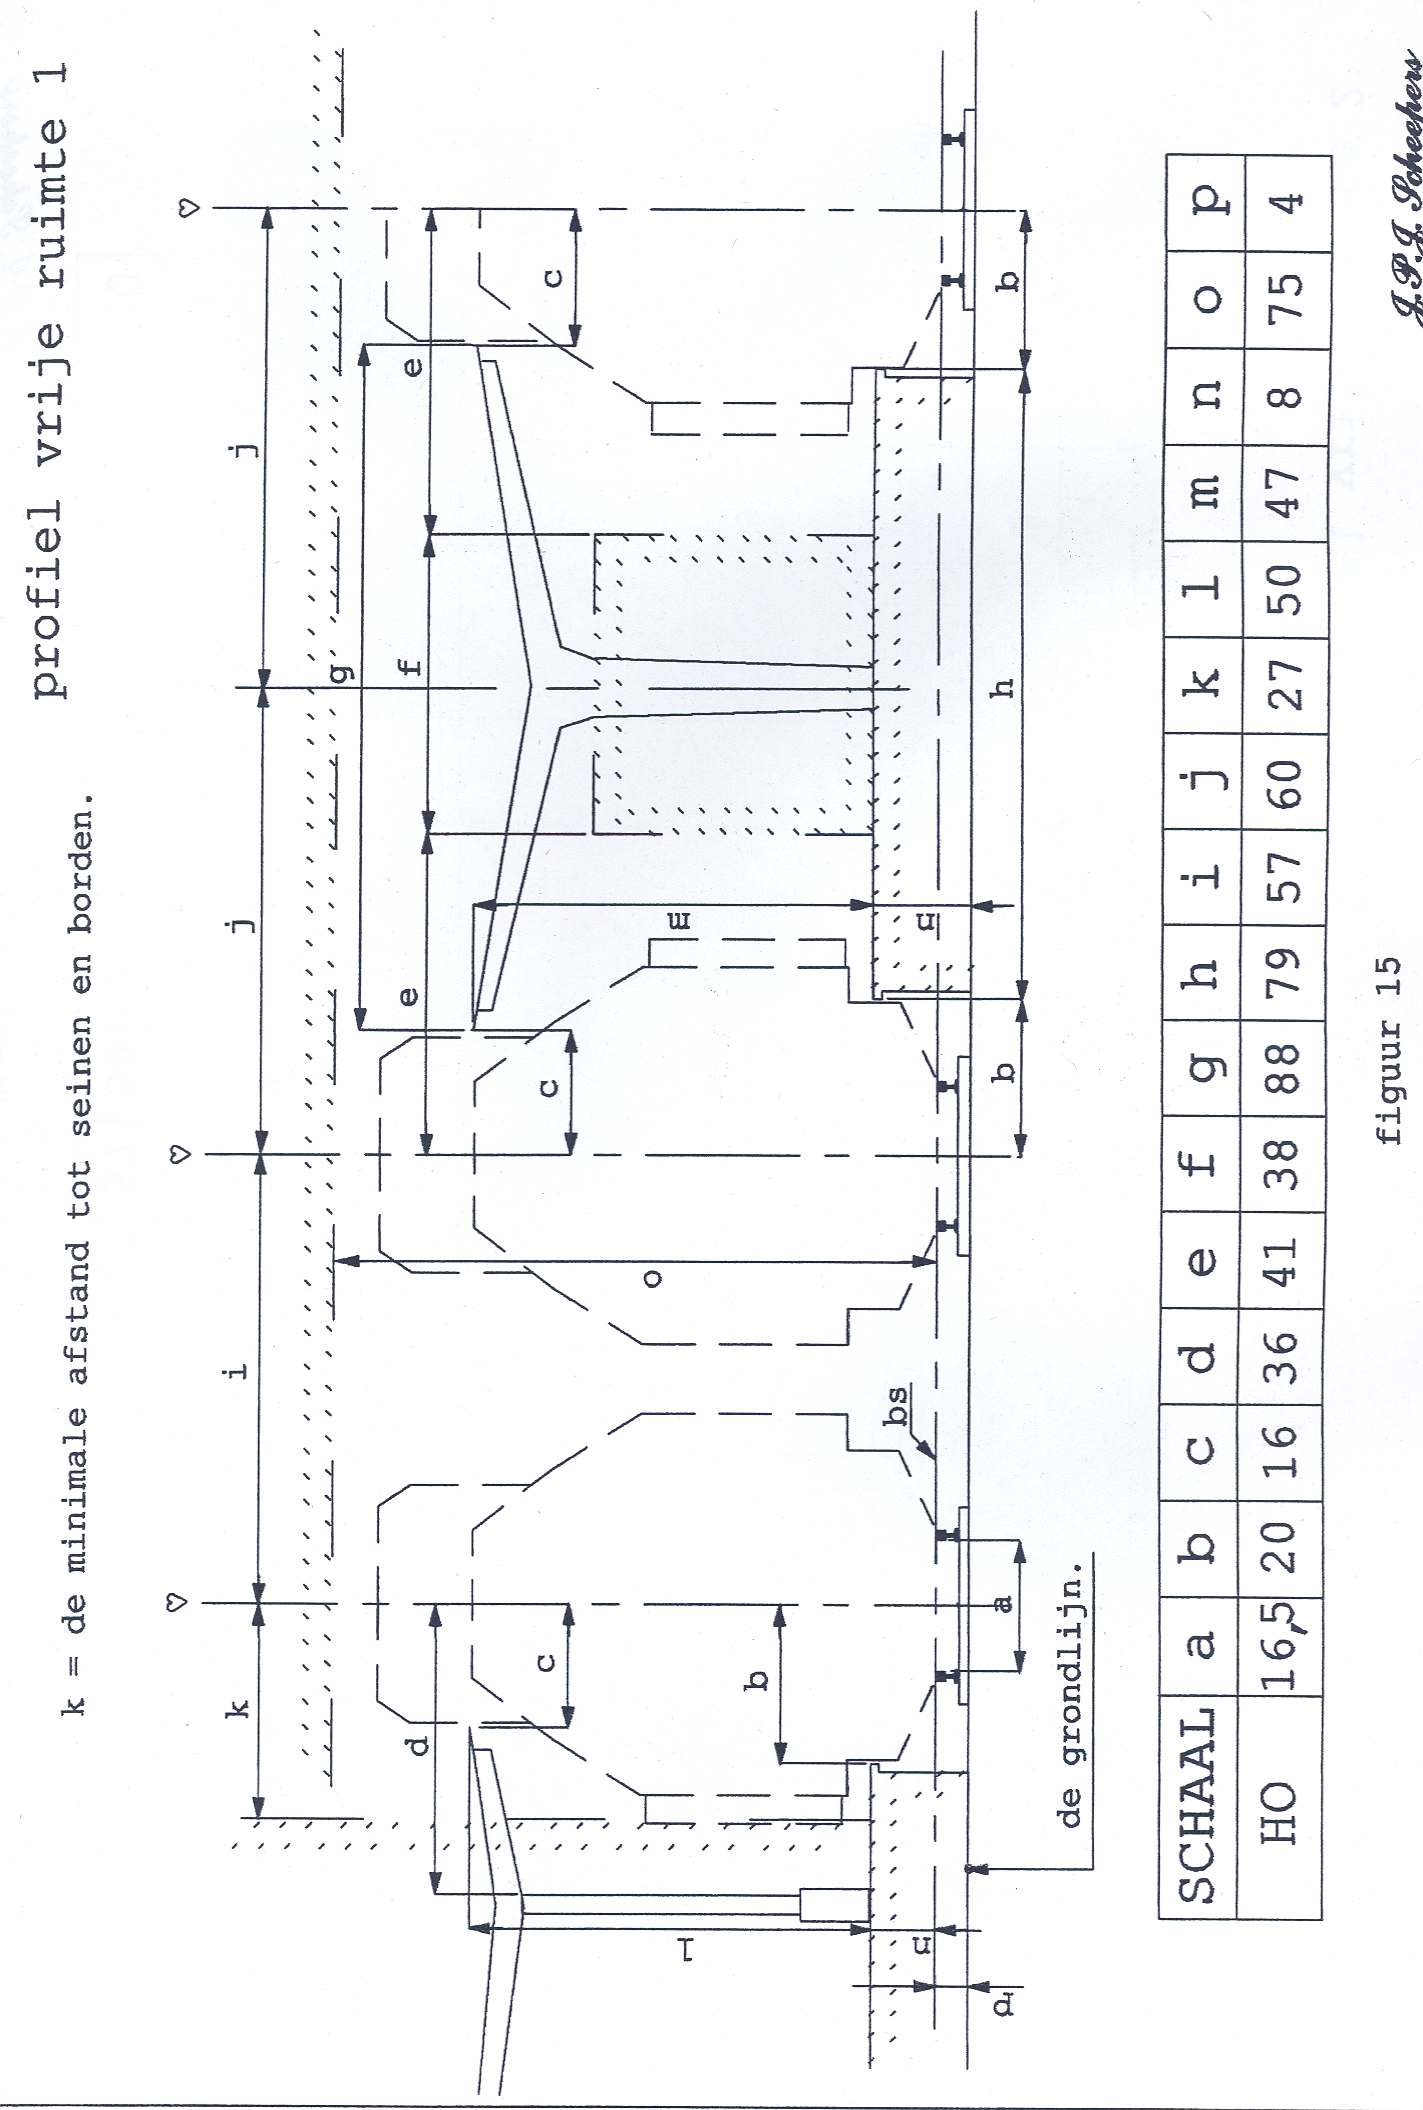 profiel vrije ruimte 1
k = de minimale afstand tot seinen en borden.
k i j j
g
d e f e
c c c
l m
o
b
n bs n
p
a b h b
de grondlijn.
SCHAAL a b c d e f g h i j k l m n o p
HO 16,5 20 16 36 41 38 88 79 57 60 27 50 47 8 75 4
figuur 15
J.P.J. Scheehers